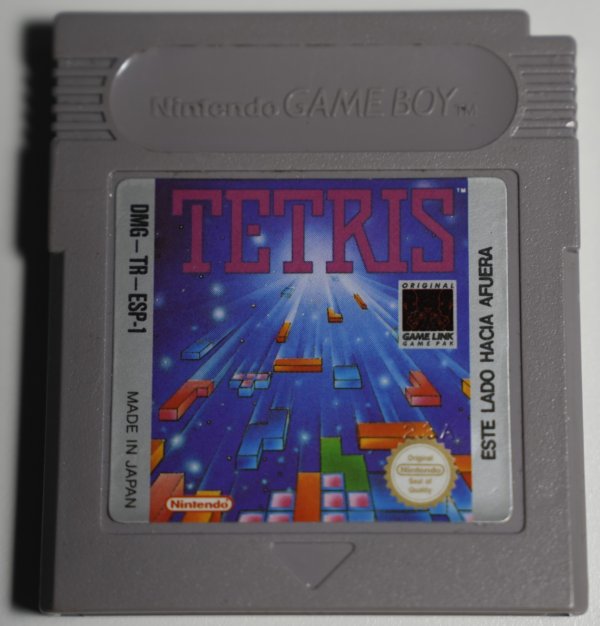 Nintendo GAME BOY TM
TETRIS TM
DMG-TR-ESP-1
MADE IN JAPAN
ORIGINAL
GAME LINK
GAME PAK
ESTE LADO HACIA AFUERA
Original
Nintendo
Seal of
Quality
Nintendo